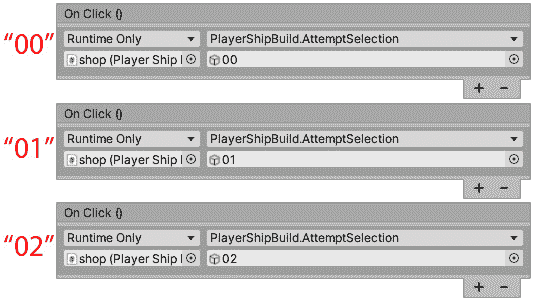 On Click ()
“00”
Runtime Only PlayerShipBuild.AttemptSelection
shop (Player Ship I 00
+ −
On Click ()
“01”
Runtime Only PlayerShipBuild.AttemptSelection
shop (Player Ship I 01
+ −
On Click ()
“02”
Runtime Only PlayerShipBuild.AttemptSelection
shop (Player Ship I 02
+ −